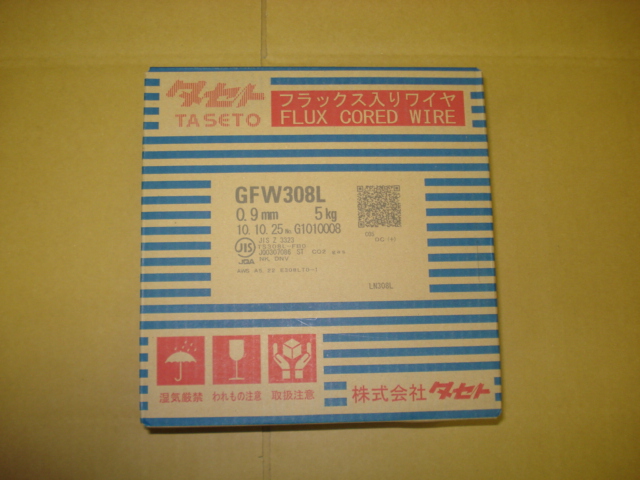 タセト
TASETO
フラックス入りワイヤ
FLUX CORED WIRE
GFW308L
0.9mm 5kg
10.10.25 No. G1010008
JIS
JIS Z 3323
LN308L
湿気厳禁
われもの注意
取扱注意
株式会社 タセト